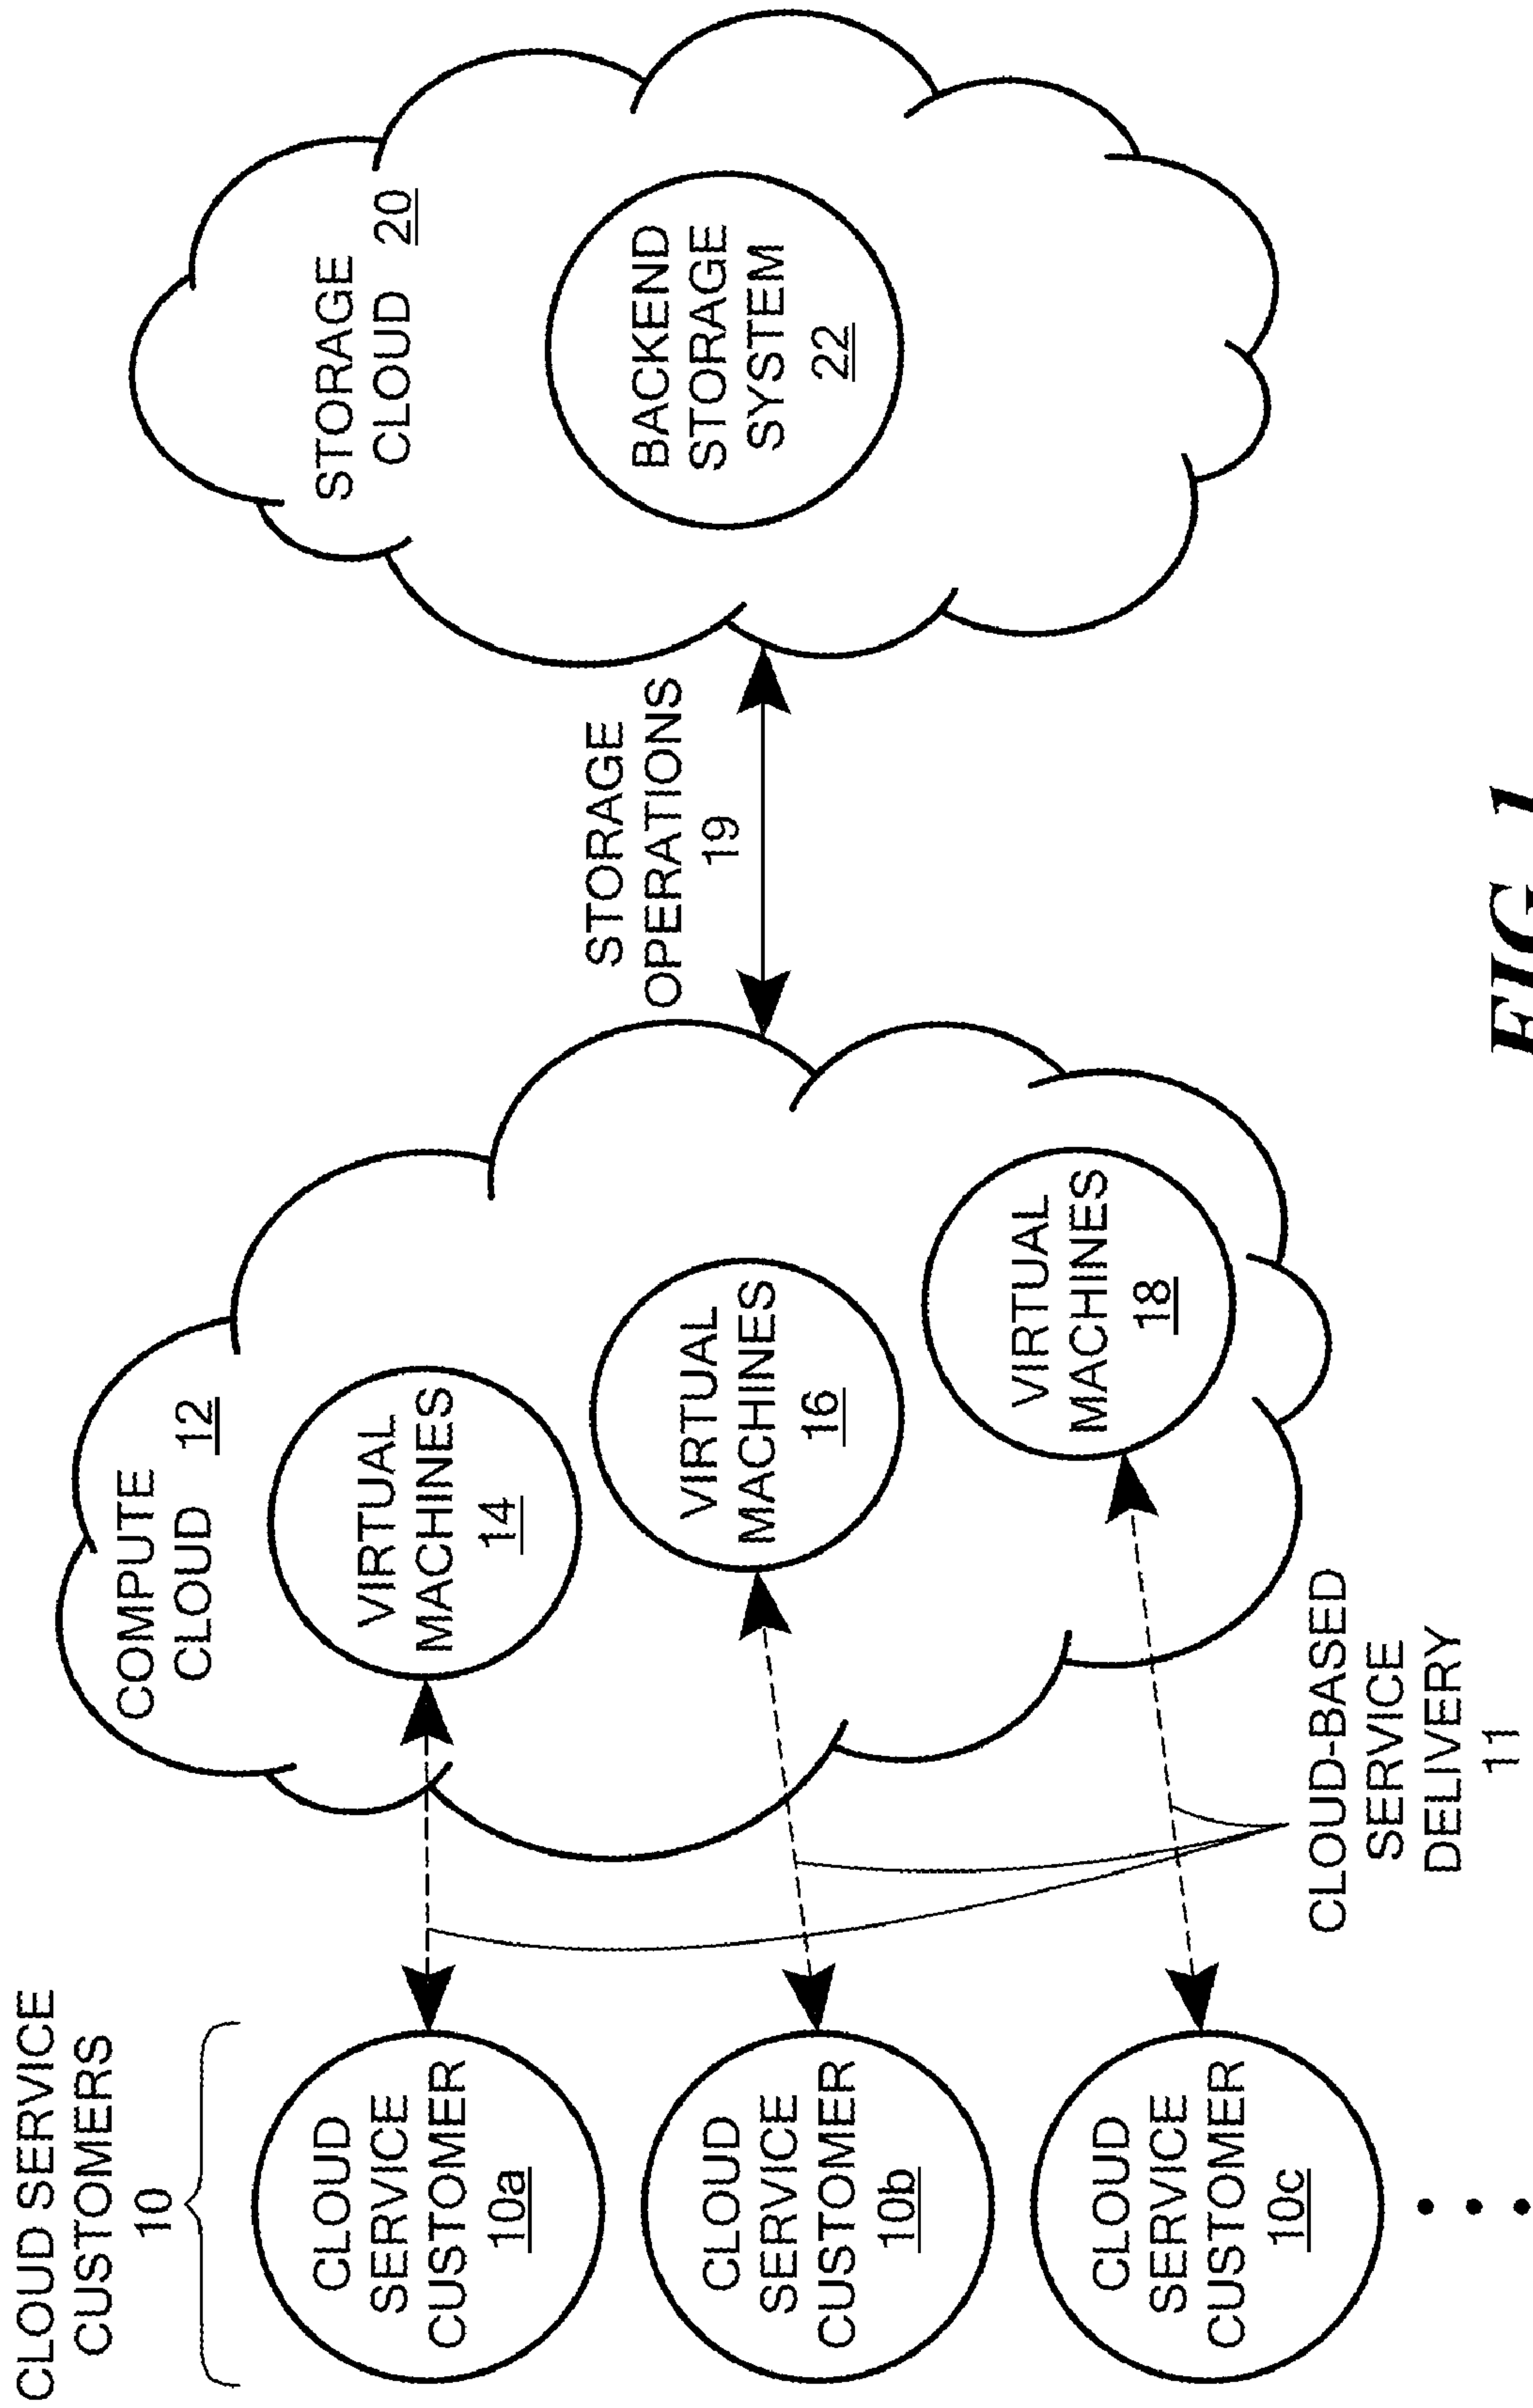 CLOUD SERVICE
CUSTOMERS
10
CLOUD
SERVICE
CUSTOMER
10a
CLOUD
SERVICE
CUSTOMER
10b
CLOUD
SERVICE
CUSTOMER
10c
CLOUD-BASED
SERVICE
DELIVERY
11
COMPUTE
CLOUD 12
VIRTUAL
MACHINES
14
VIRTUAL
MACHINES
16
VIRTUAL
MACHINES
18
STORAGE
OPERATIONS
19
STORAGE
CLOUD 20
BACKEND
STORAGE
SYSTEM
22
FIG. 1